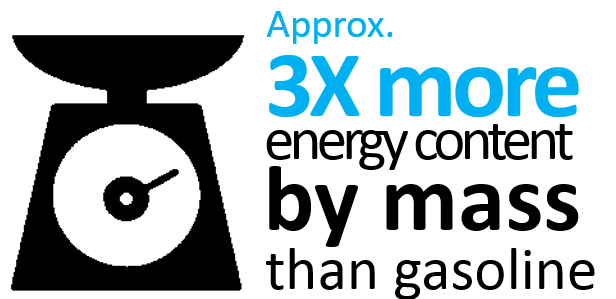 Approx.
3X more
energy content
by mass
than gasoline